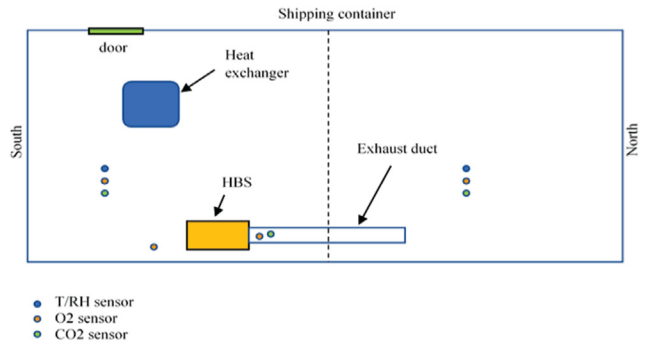 Shipping container
door
Heat
exchanger
South
North
Exhaust duct
HBS
T/RH sensor
O2 sensor
CO2 sensor